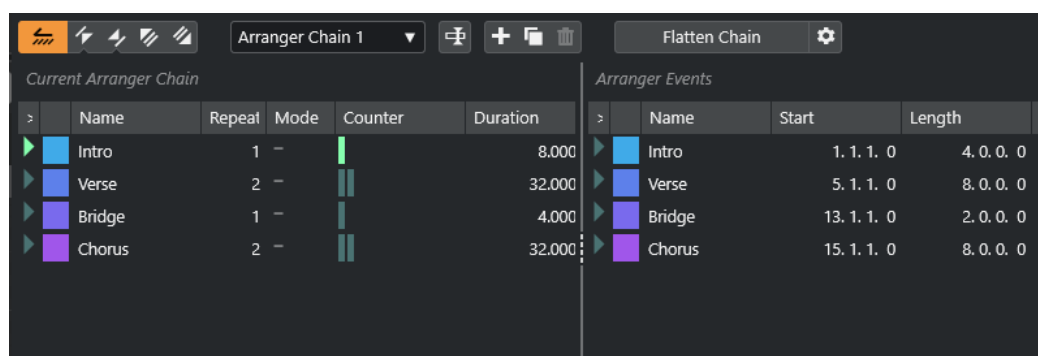 Arranger Chain 1 Flatten Chain
Current Arranger Chain Arranger Events
> Name Repeat Mode Counter Duration > Name Start Length
Intro 1 – 8.000 Intro 1. 1. 1. 0 4. 0. 0. 0
Verse 2 – 32.000 Verse 5. 1. 1. 0 8. 0. 0. 0
Bridge 1 – 4.000 Bridge 13. 1. 1. 0 2. 0. 0. 0
Chorus 2 – 32.000 Chorus 15. 1. 1. 0 8. 0. 0. 0